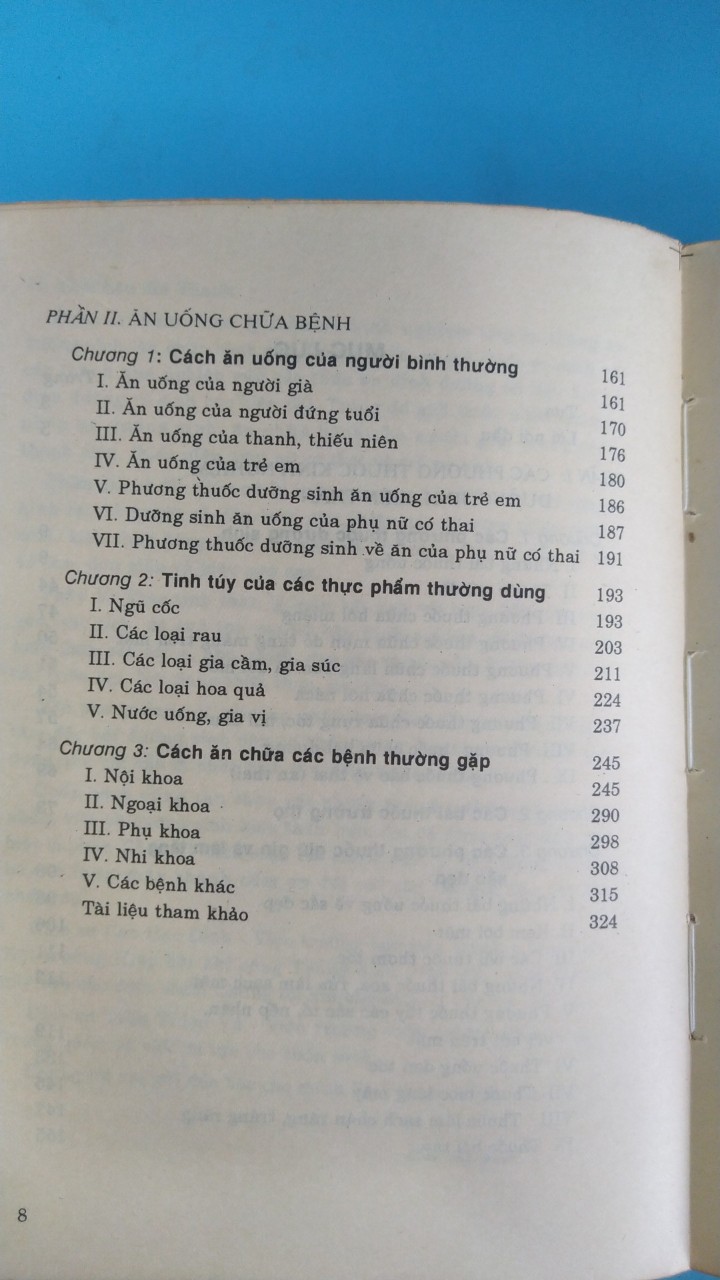 PHẦN II. ĂN UỐNG CHỮA BỆNH
Chương 1: Cách ăn uống của người bình thường 161
I. Ăn uống của người già 161
II. Ăn uống của người đứng tuổi 170
III. Ăn uống của thanh, thiếu niên 176
IV. Ăn uống của trẻ em 180
V. Phương thuốc dưỡng sinh ăn uống của trẻ em 186
VI. Dưỡng sinh ăn uống của phụ nữ có thai 187
VII. Phương thuốc dưỡng sinh về ăn của phụ nữ có thai 191
Chương 2: Tinh túy của các thực phẩm thường dùng 193
I. Ngũ cốc 193
II. Các loại rau 203
III. Các loại gia cầm, gia súc 211
IV. Các loại hoa quả 224
V. Nước uống, gia vị 237
Chương 3: Cách ăn chữa các bệnh thường gặp 245
I. Nội khoa 245
II. Ngoại khoa 290
III. Phụ khoa 298
IV. Nhi khoa 308
V. Các bệnh khác 315
Tài liệu tham khảo 324
8